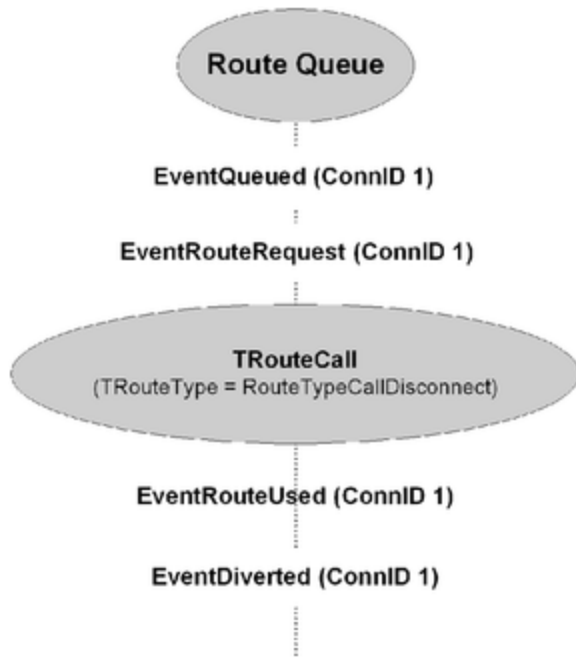 Route Queue
EventQueued (ConnID 1)
EventRouteRequest (ConnID 1)
TRouteCall
(TRouteType = RouteTypeCallDisconnect)
EventRouteUsed (ConnID 1)
EventDiverted (ConnID 1)